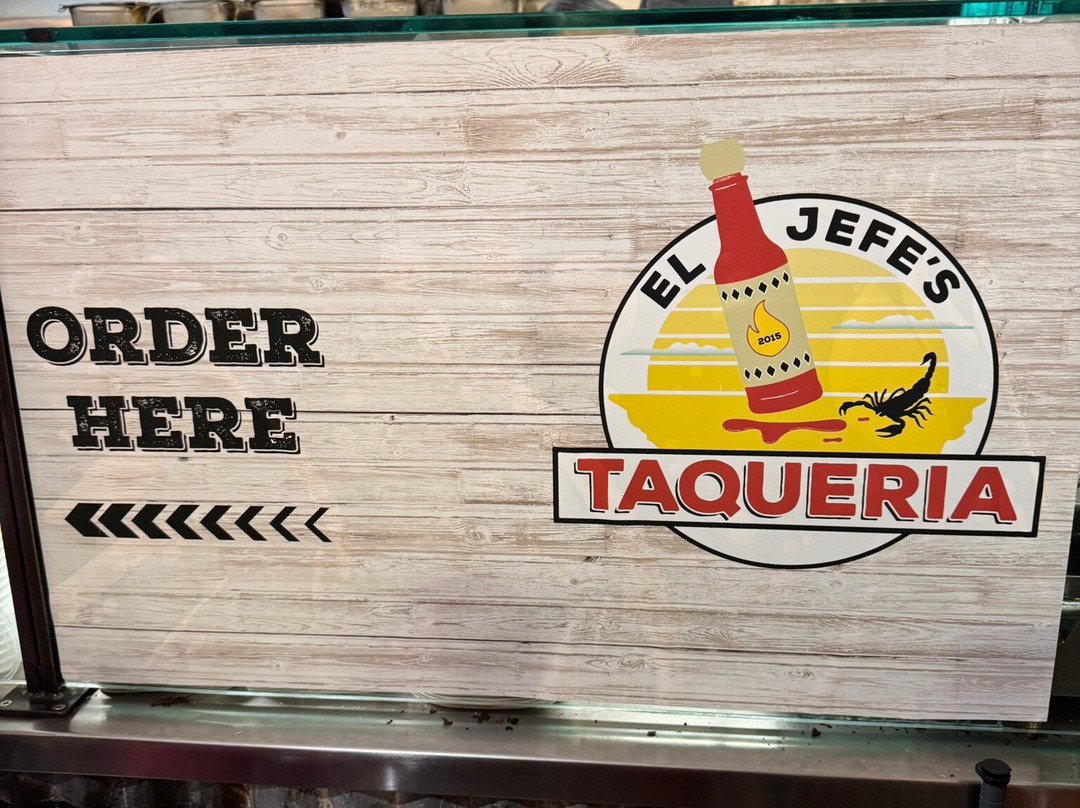 ORDER
HERE
EL JEFE'S
2015
TAQUERIA